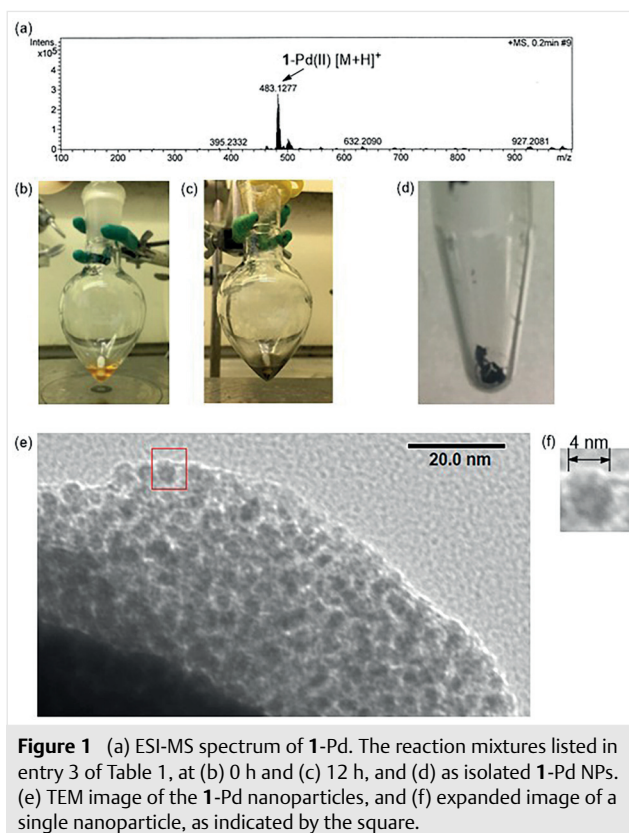 (a)
Intens.
x10⁵
+MS, 0.2min #9
1-Pd(II) [M+H]⁺
483.1277
4
3
2
1
0
395.2332
632.2090
927.2081
100 200 300 400 500 600 700 800 900 m/z
(b) (c) (d)
(e)
20.0 nm
(f)
4 nm
Figure 1 (a) ESI-MS spectrum of 1-Pd. The reaction mixtures listed in
entry 3 of Table 1, at (b) 0 h and (c) 12 h, and (d) as isolated 1-Pd NPs.
(e) TEM image of the 1-Pd nanoparticles, and (f) expanded image of a
single nanoparticle, as indicated by the square.